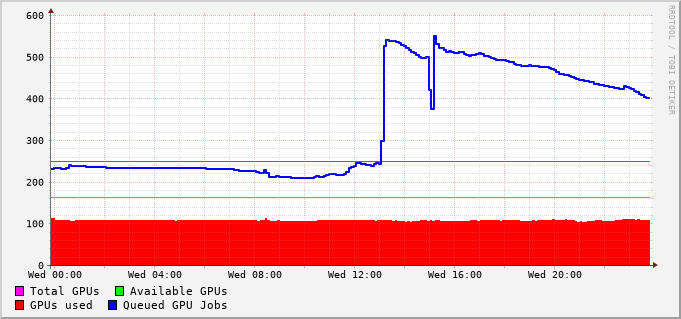 600
500
400
300
200
100
0
Wed 00:00 Wed 04:00 Wed 08:00 Wed 12:00 Wed 16:00 Wed 20:00
Total GPUs Available GPUs
GPUs used Queued GPU Jobs
RRDTOOL / TOBI OETIKER